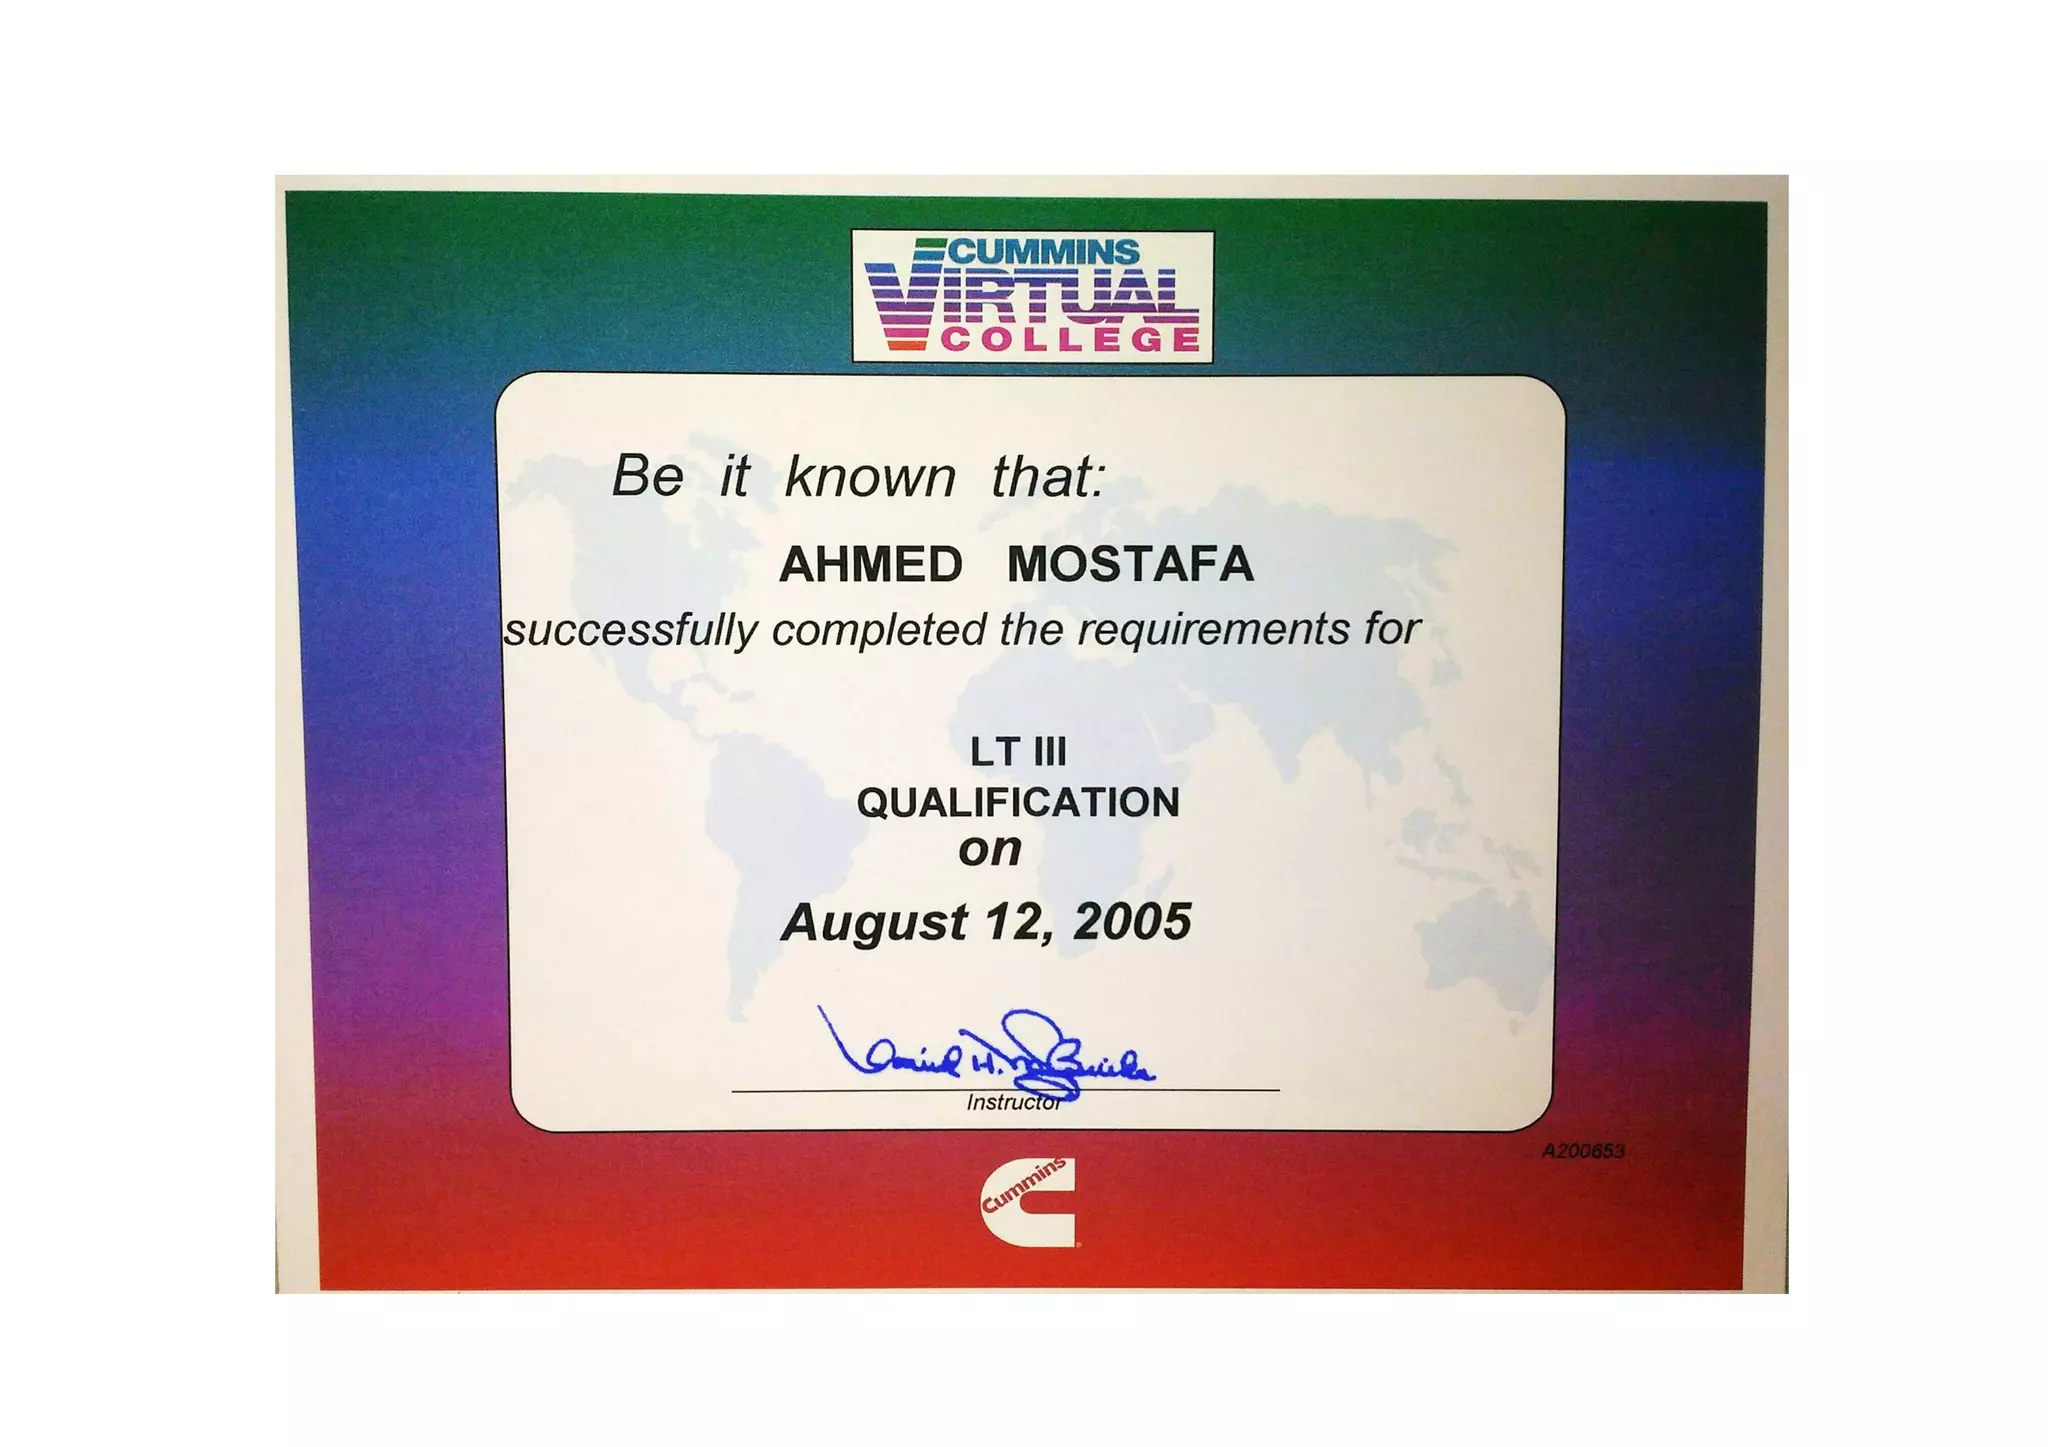 CUMMINS
VIRTUAL
COLLEGE
Be it known that:
AHMED MOSTAFA
successfully completed the requirements for
LT III
QUALIFICATION
on
August 12, 2005
Instructor
A200653
Cummins